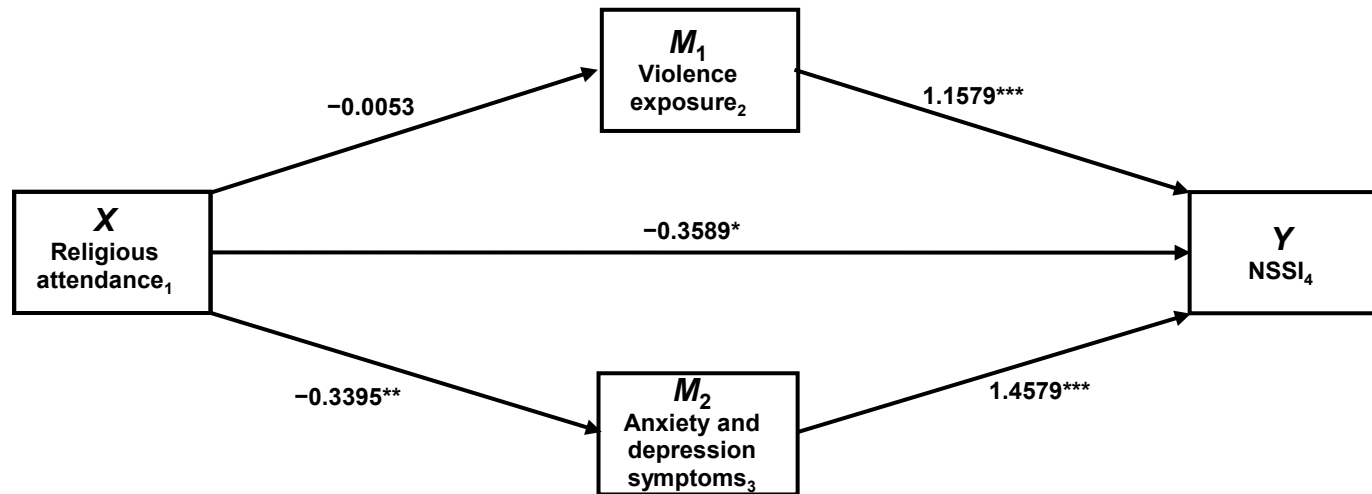 M₁
Violence
exposure₂
−0.0053
1.1579***
X
Religious
attendance₁
−0.3589*
Y
NSSI₄
−0.3395**
1.4579***
M₂
Anxiety and
depression
symptoms₃